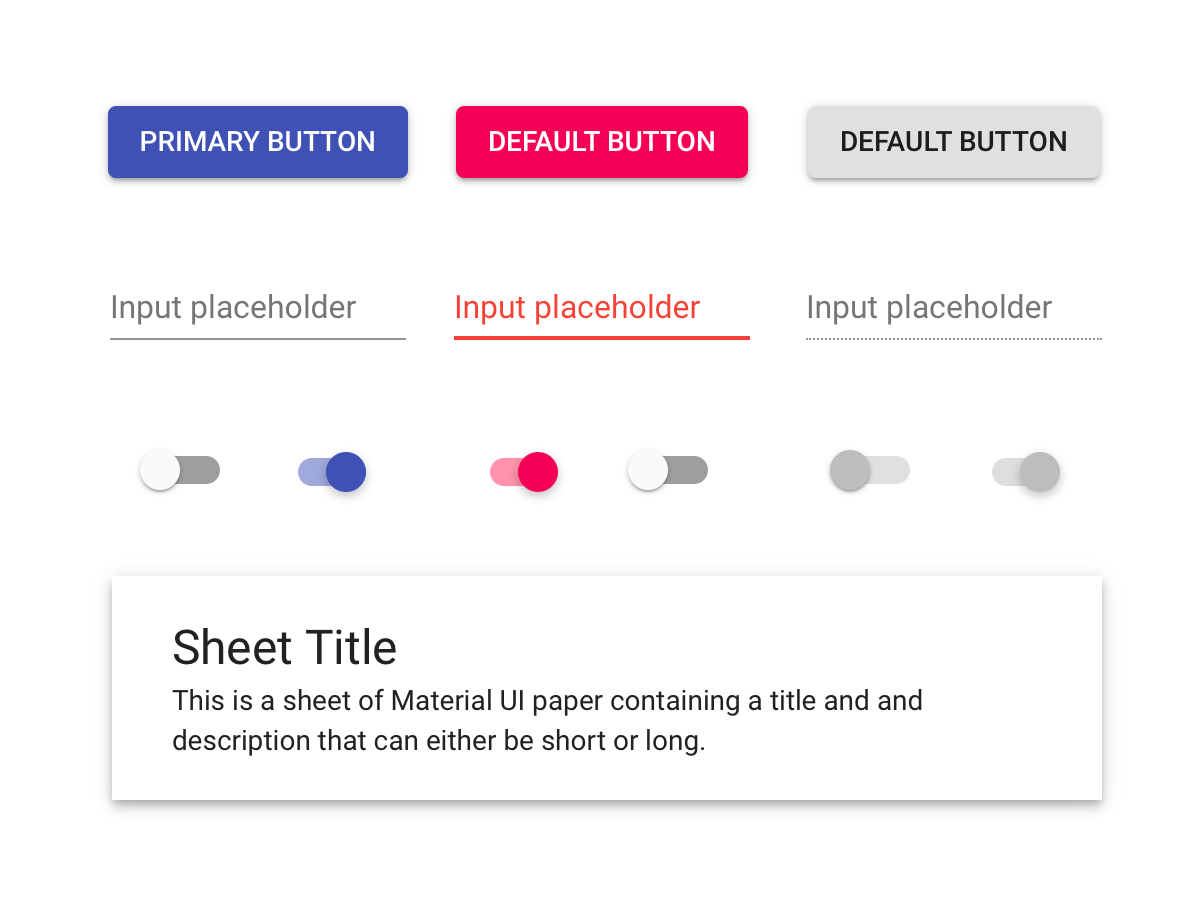 PRIMARY BUTTON DEFAULT BUTTON DEFAULT BUTTON
Input placeholder Input placeholder Input placeholder
Sheet Title
This is a sheet of Material UI paper containing a title and and
description that can either be short or long.